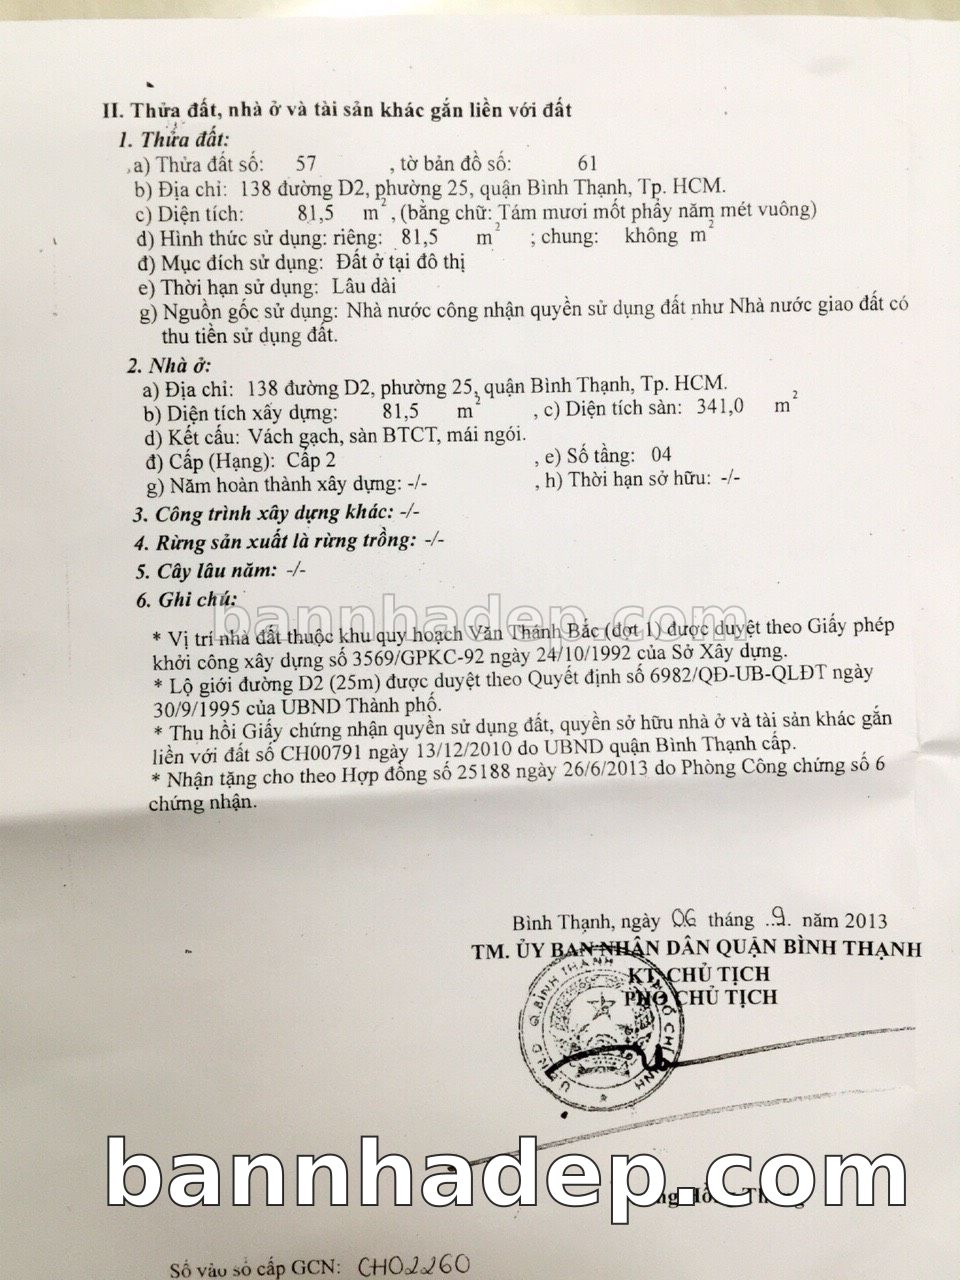 II. Thửa đất, nhà ở và tài sản khác gắn liền với đất
1. Thửa đất:
a) Thửa đất số: 57 , tờ bản đồ số: 61
b) Địa chỉ: 138 đường D2, phường 25, quận Bình Thạnh, Tp. HCM.
c) Diện tích: 81,5 m², (bằng chữ: Tám mươi mốt phẩy năm mét vuông)
d) Hình thức sử dụng: riêng: 81,5 m² ; chung: không m²
đ) Mục đích sử dụng: Đất ở tại đô thị
e) Thời hạn sử dụng: Lâu dài
g) Nguồn gốc sử dụng: Nhà nước công nhận quyền sử dụng đất như Nhà nước giao đất có
thu tiền sử dụng đất.
2. Nhà ở:
a) Địa chỉ: 138 đường D2, phường 25, quận Bình Thạnh, Tp. HCM.
b) Diện tích xây dựng: 81,5 m² , c) Diện tích sàn: 341,0 m²
d) Kết cấu: Vách gạch, sàn BTCT, mái ngói.
đ) Cấp (Hạng): Cấp 2 , e) Số tầng: 04
g) Năm hoàn thành xây dựng: -/- , h) Thời hạn sở hữu: -/-
3. Công trình xây dựng khác: -/-
4. Rừng sản xuất là rừng trồng: -/-
5. Cây lâu năm: -/-
6. Ghi chú:
bannhadep.com
* Vị trí nhà đất thuộc khu quy hoạch Văn Thánh Bắc (đợt 1) được duyệt theo Giấy phép
khởi công xây dựng số 3569/GPKC-92 ngày 24/10/1992 của Sở Xây dựng.
* Lộ giới đường D2 (25m) được duyệt theo Quyết định số 6982/QĐ-UB-QLĐT ngày
30/9/1995 của UBND Thành phố.
* Thu hồi Giấy chứng nhận quyền sử dụng đất, quyền sở hữu nhà ở và tài sản khác gắn
liền với đất số CH00791 ngày 13/12/2010 do UBND quận Bình Thạnh cấp.
* Nhận tặng cho theo Hợp đồng số 25188 ngày 26/6/2013 do Phòng Công chứng số 6
chứng nhận.
Bình Thạnh, ngày 06 tháng ..9. năm 2013
TM. ỦY BAN NHÂN DÂN QUẬN BÌNH THẠNH
KT. CHỦ TỊCH
PHÓ CHỦ TỊCH
U.B.N.D Q.BÌNH THẠNH
bannhadep.com
Số vào sổ cấp GCN: CH02260